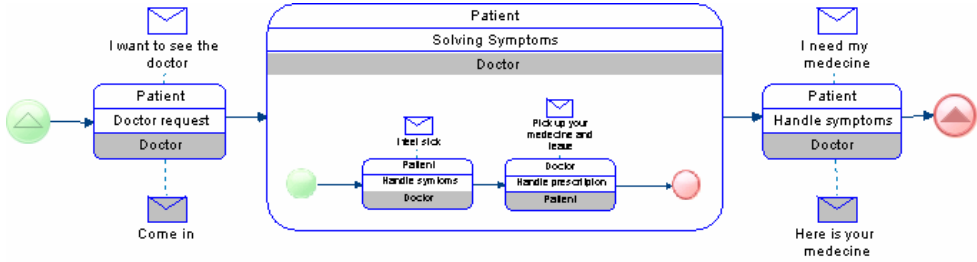 I want to see the
doctor
Patient
Doctor request
Doctor
Come in
Patient
Solving Symptoms
Doctor
I feel sick
Patient
Handle symtoms
Doctor
Pick up your
medecine and
leave
Doctor
Handle prescritpion
Patient
I need my
medecine
Patient
Handle symptoms
Doctor
Here is your
medecine